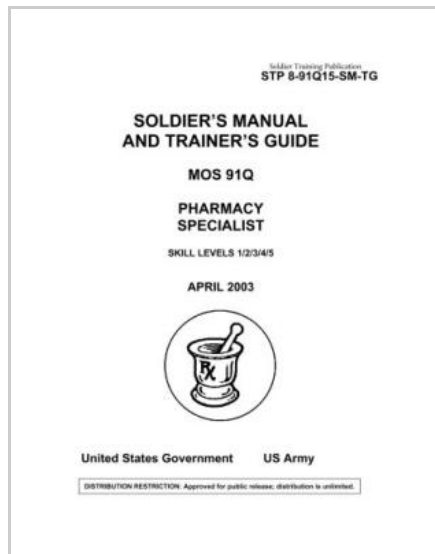 Soldier Training Publication
STP 8-91Q15-SM-TG
SOLDIER'S MANUAL
AND TRAINER'S GUIDE
MOS 91Q
PHARMACY
SPECIALIST
SKILL LEVELS 1/2/3/4/5
APRIL 2003
Rx
United States Government US Army
DISTRIBUTION RESTRICTION: Approved for public release; distribution is unlimited.